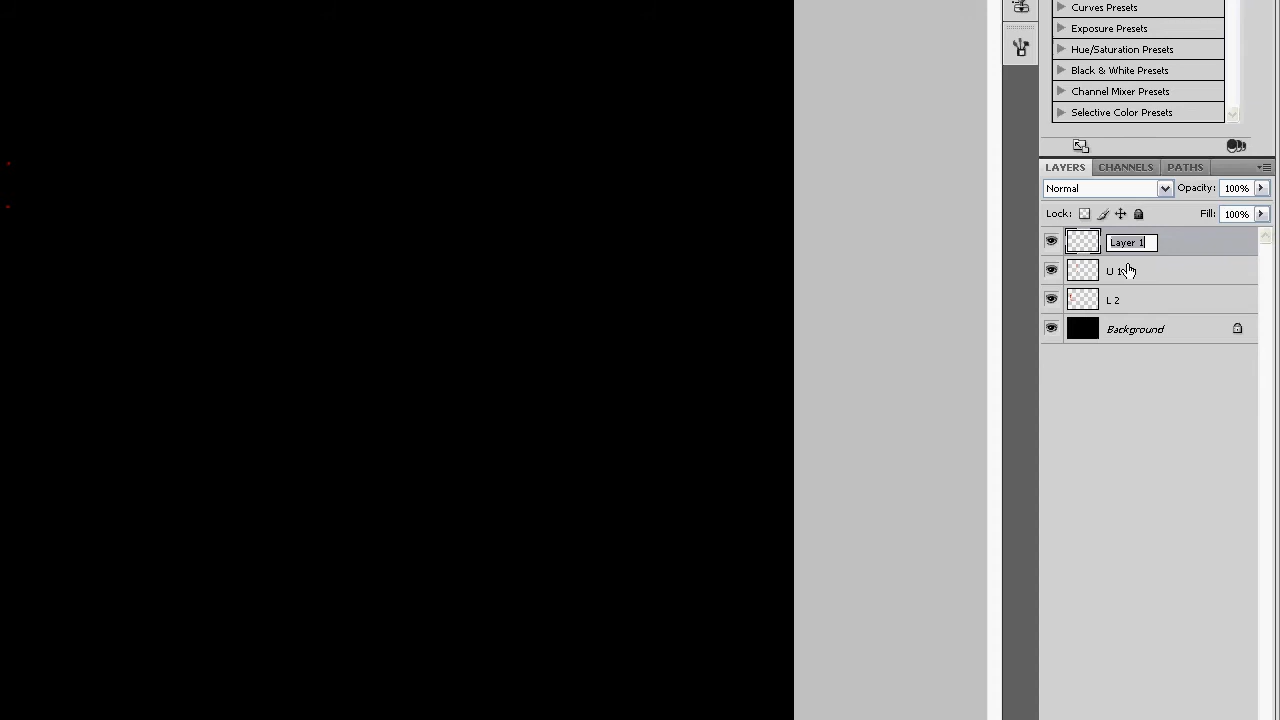 Curves Presets
Exposure Presets
Hue/Saturation Presets
Black & White Presets
Channel Mixer Presets
Selective Color Presets
LAYERS CHANNELS PATHS
Normal Opacity: 100%
Lock: Fill: 100%
Layer 1
U 1
L 2
Background